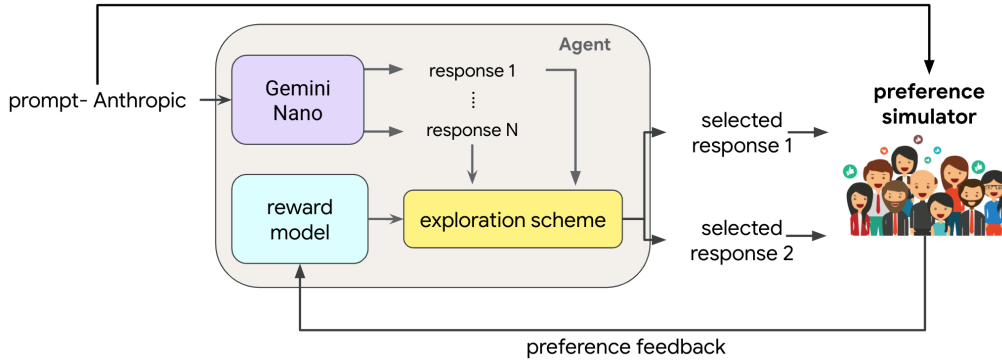 Agent
prompt- Anthropic
Gemini
Nano
response 1
response N
reward
model
exploration scheme
selected
response 1
selected
response 2
preference
simulator
preference feedback